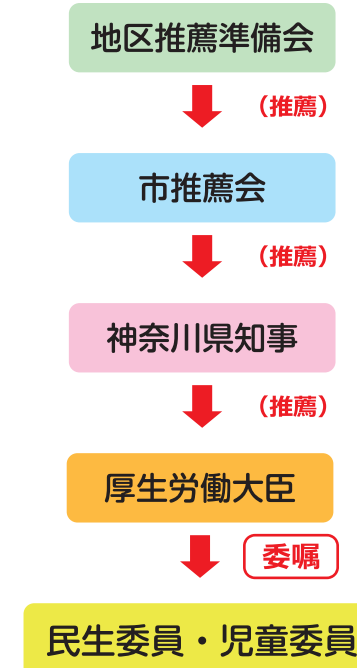 地区推薦準備会
（推薦）
市推薦会
（推薦）
神奈川県知事
（推薦）
厚生労働大臣
委嘱
民生委員・児童委員